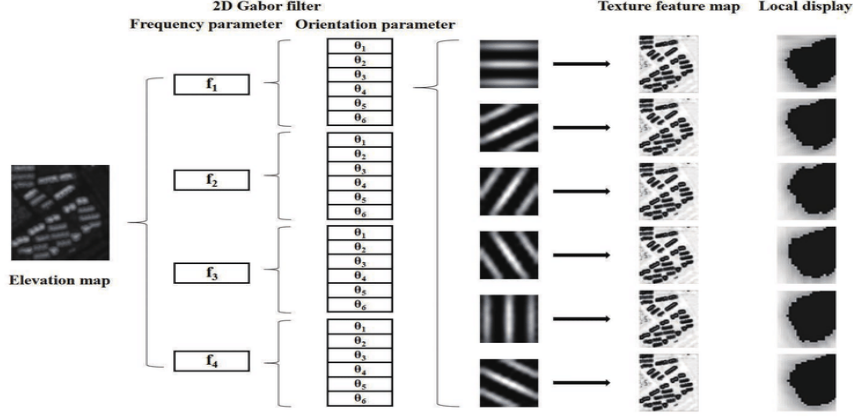 2D Gabor filter
Frequency parameter Orientation parameter
Texture feature map Local display
f₁
θ₁
θ₂
θ₃
θ₄
θ₅
θ₆
f₂
θ₁
θ₂
θ₃
θ₄
θ₅
θ₆
Elevation map
f₃
θ₁
θ₂
θ₃
θ₄
θ₅
θ₆
f₄
θ₁
θ₂
θ₃
θ₄
θ₅
θ₆